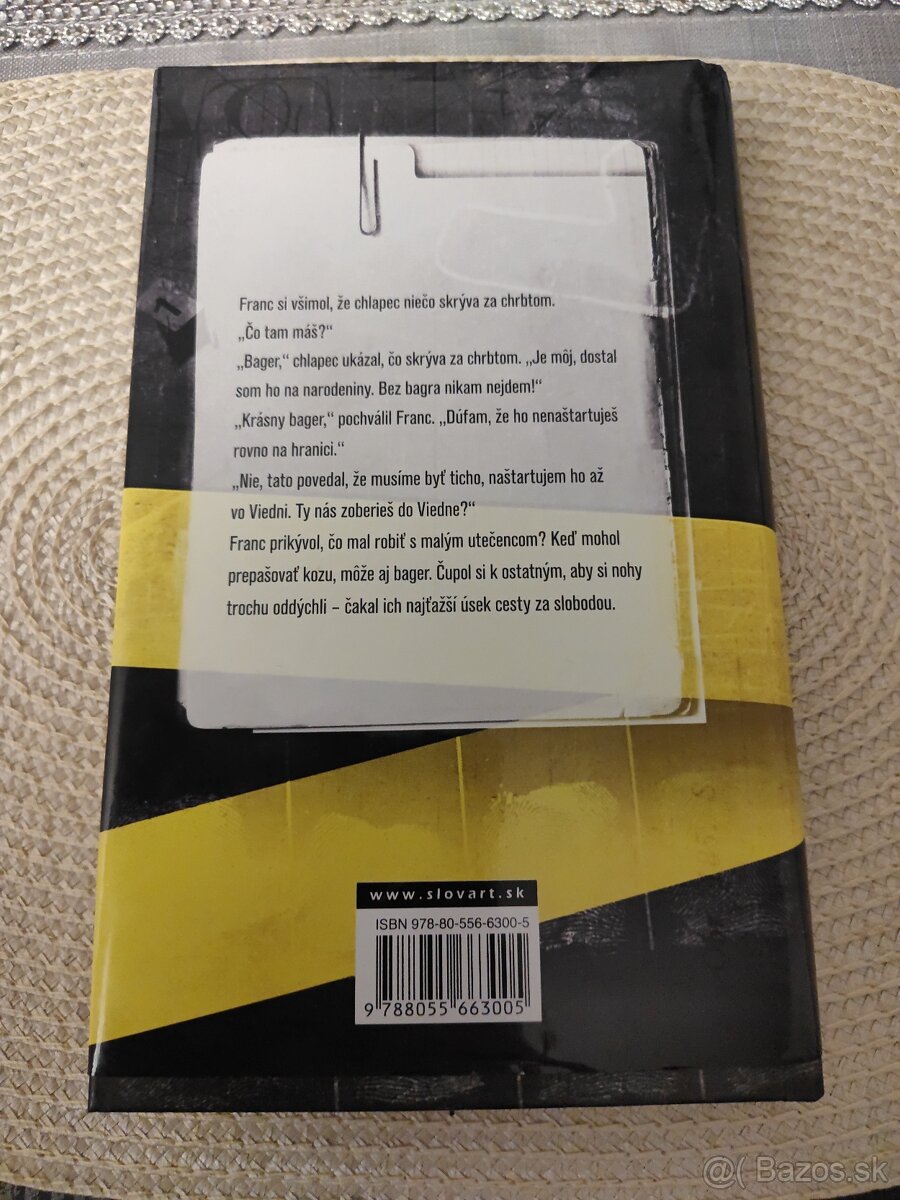 Franc si všimol, že chlapec niečo skrýva za chrbtom.
„Čo tam máš?“
„Bager,“ chlapec ukázal, čo skrýva za chrbtom. „Je môj, dostal
som ho na narodeniny. Bez bagra nikam nejdem!“
„Krásny bager,“ pochválil Franc. „Dúfam, že ho nenaštartuješ
rovno na hranici.“
„Nie, tato povedal, že musíme byť ticho, naštartujem ho až
vo Viedni. Ty nás zoberieš do Viedne?“
Franc prikývol, čo mal robiť s malým utečencom? Keď mohol
prepašovať kozu, môže aj bager. Čupol si k ostatným, aby si nohy
trochu oddýchli – čakal ich najťažší úsek cesty za slobodou.
www.slovart.sk
ISBN 978-80-556-6300-5
9 788055 663005
@( Bazos.sk